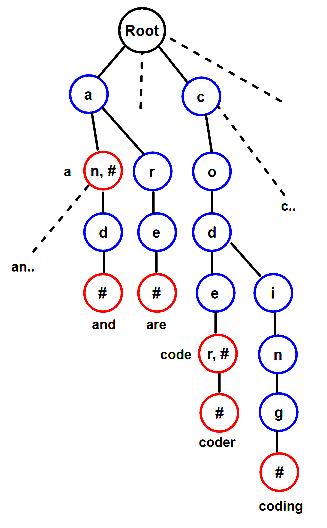 Root
a c
a n, # r o
c..
an.. d e d
# # e i
and are
code r, # n
# g
coder
#
coding